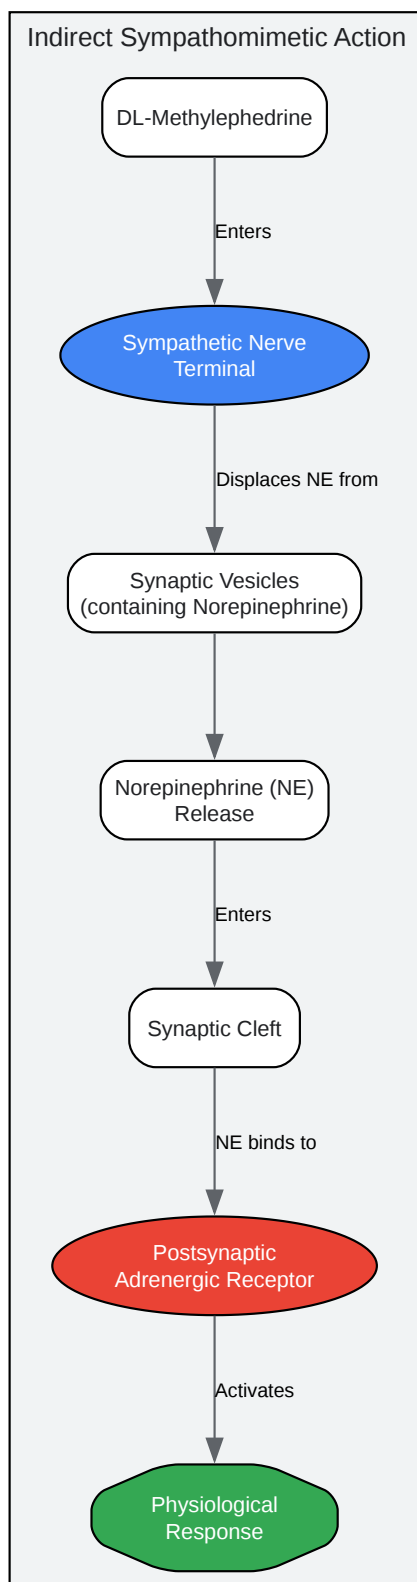 Indirect Sympathomimetic Action
DL-Methylephedrine
Enters
Sympathetic Nerve
Terminal
Displaces NE from
Synaptic Vesicles
(containing Norepinephrine)
Norepinephrine (NE)
Release
Enters
Synaptic Cleft
NE binds to
Postsynaptic
Adrenergic Receptor
Activates
Physiological
Response